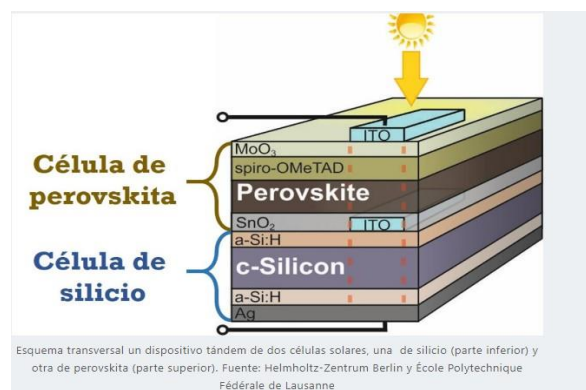 ITO
MoO₃
spiro-OMeTAD
Célula de
perovskita
Perovskite
SnO₂
ITO
a-Si:H
Célula de
silicio
c-Silicon
a-Si:H
Ag
Esquema transversal un dispositivo tándem de dos células solares, una de silicio (parte inferior) y
otra de perovskita (parte superior). Fuente: Helmholtz-Zentrum Berlin y École Polytechnique
Fédérale de Lausanne